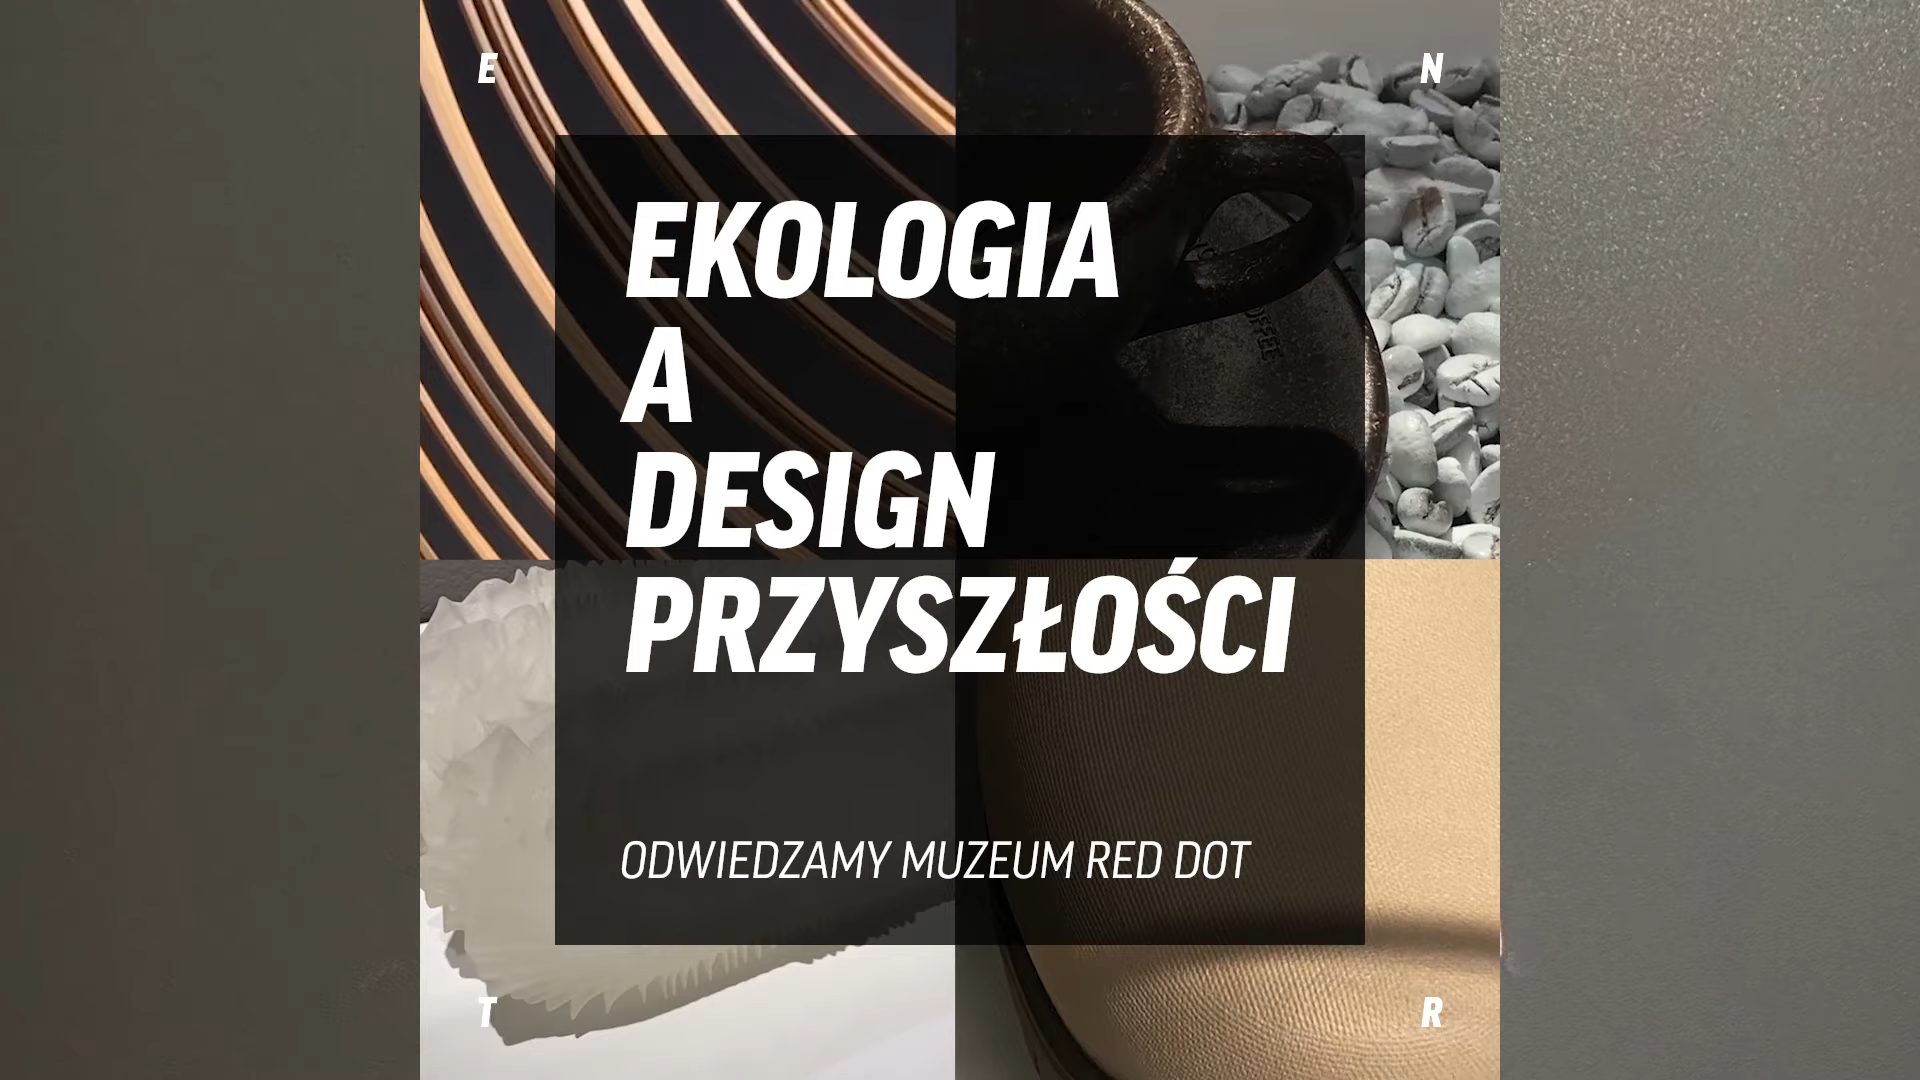 E
N
EKOLOGIA
A
DESIGN
PRZYSZŁOŚCI
ODWIEDZAMY MUZEUM RED DOT
T
R